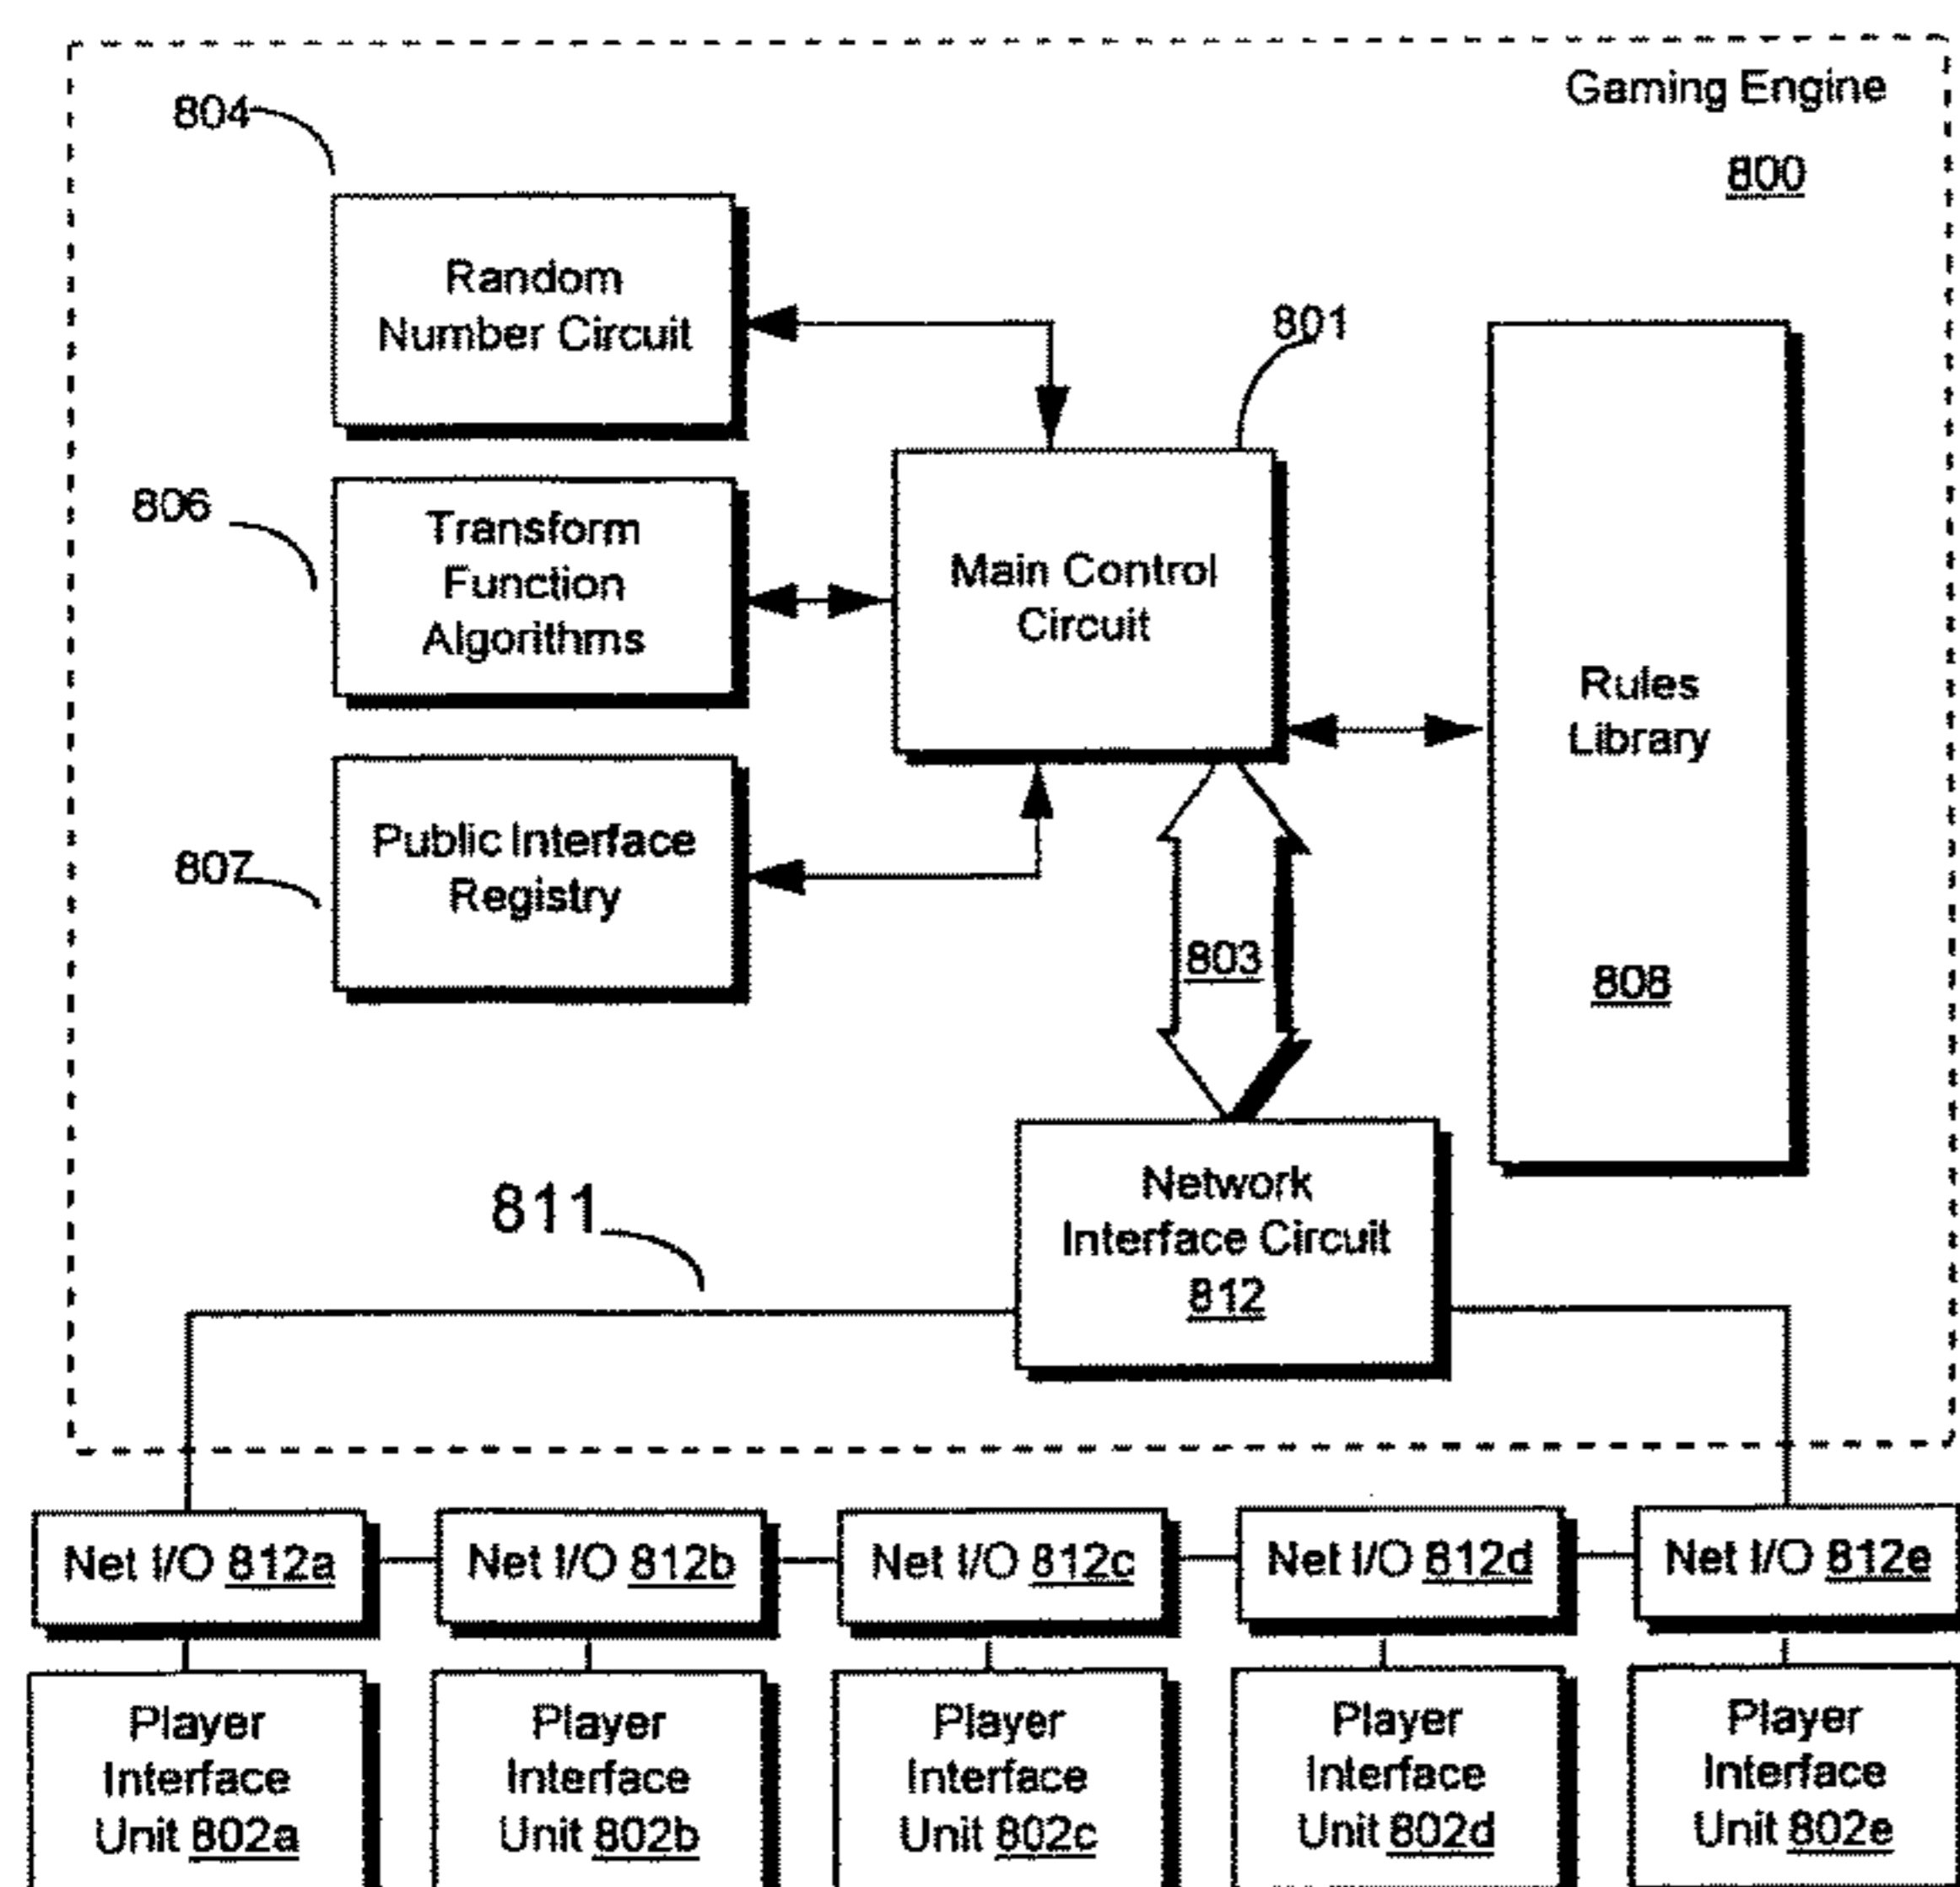 Gaming Engine
800
804
Random
Number Circuit
801
806
Transform
Function
Algorithms
Main Control
Circuit
Rules
Library
808
807
Public Interface
Registry
803
811
Network
Interface Circuit
812
Net I/O 812a
Net I/O 812b
Net I/O 812c
Net I/O 812d
Net I/O 812e
Player
Interface
Unit 802a
Player
Interface
Unit 802b
Player
Interface
Unit 802c
Player
Interface
Unit 802d
Player
Interface
Unit 802e